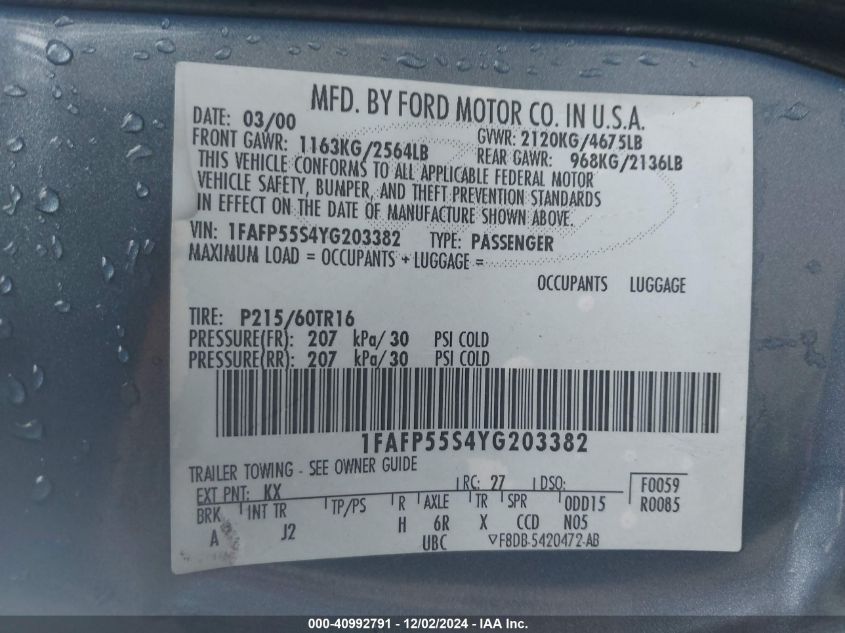 MFD. BY FORD MOTOR CO. IN U.S.A.
DATE: 03/00 GVWR: 2120KG/4675LB
FRONT GAWR: 1163KG/2564LB REAR GAWR: 968KG/2136LB
THIS VEHICLE CONFORMS TO ALL APPLICABLE FEDERAL MOTOR
VEHICLE SAFETY, BUMPER, AND THEFT PREVENTION STANDARDS
IN EFFECT ON THE DATE OF MANUFACTURE SHOWN ABOVE.
VIN: 1FAFP55S4YG203382 TYPE: PASSENGER
MAXIMUM LOAD = OCCUPANTS + LUGGAGE =
OCCUPANTS LUGGAGE
TIRE: P215/60TR16
PRESSURE(FR): 207 kPa/30 PSI COLD
PRESSURE(RR): 207 kPa/30 PSI COLD
1FAFP55S4YG203382
TRAILER TOWING - SEE OWNER GUIDE
EXT PNT: KX RC: 27 DSO: F0059
BRK INT TR TP/PS R AXLE TR SPR ODD15 R0085
A J2 H 6R X CCD NO5
UBC ▽F8DB-5420472-AB
000-40992791 - 12/02/2024 - IAA Inc.